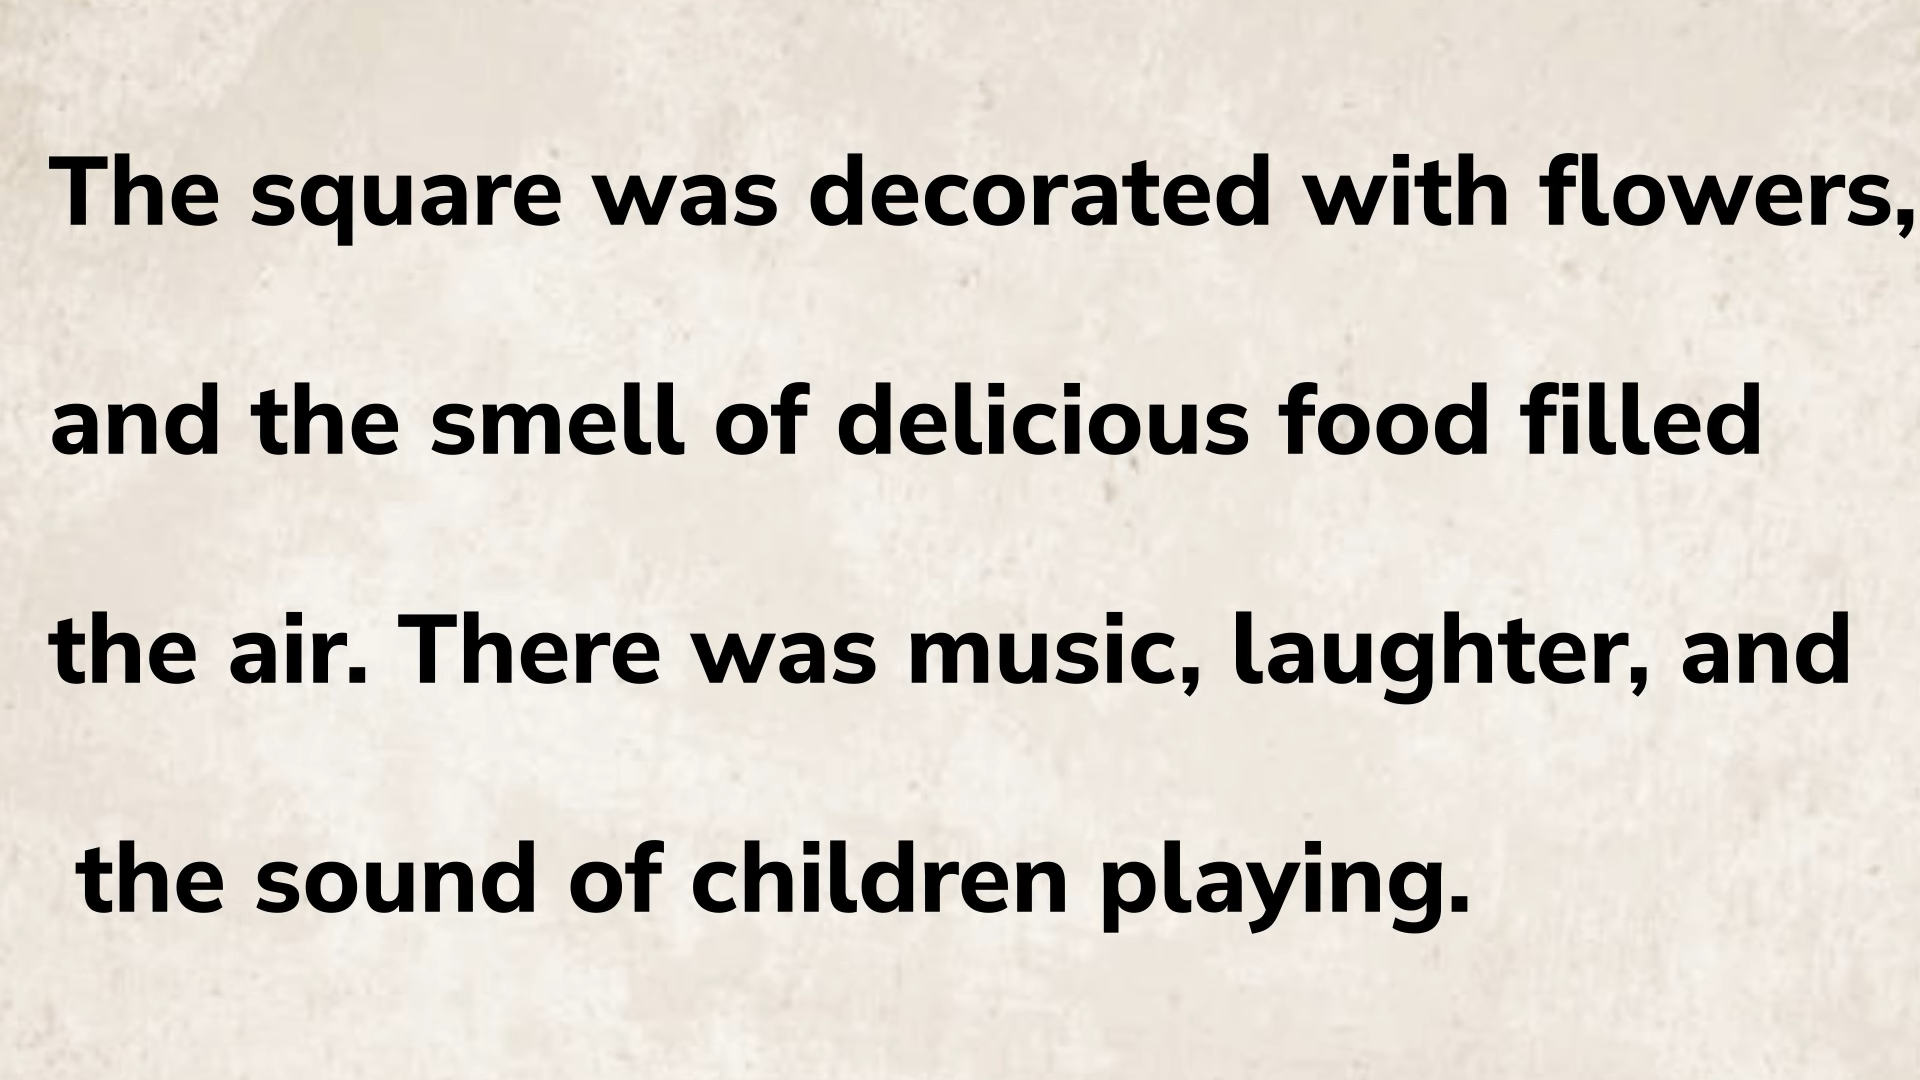 The square was decorated with flowers,
and the smell of delicious food filled
the air. There was music, laughter, and
the sound of children playing.